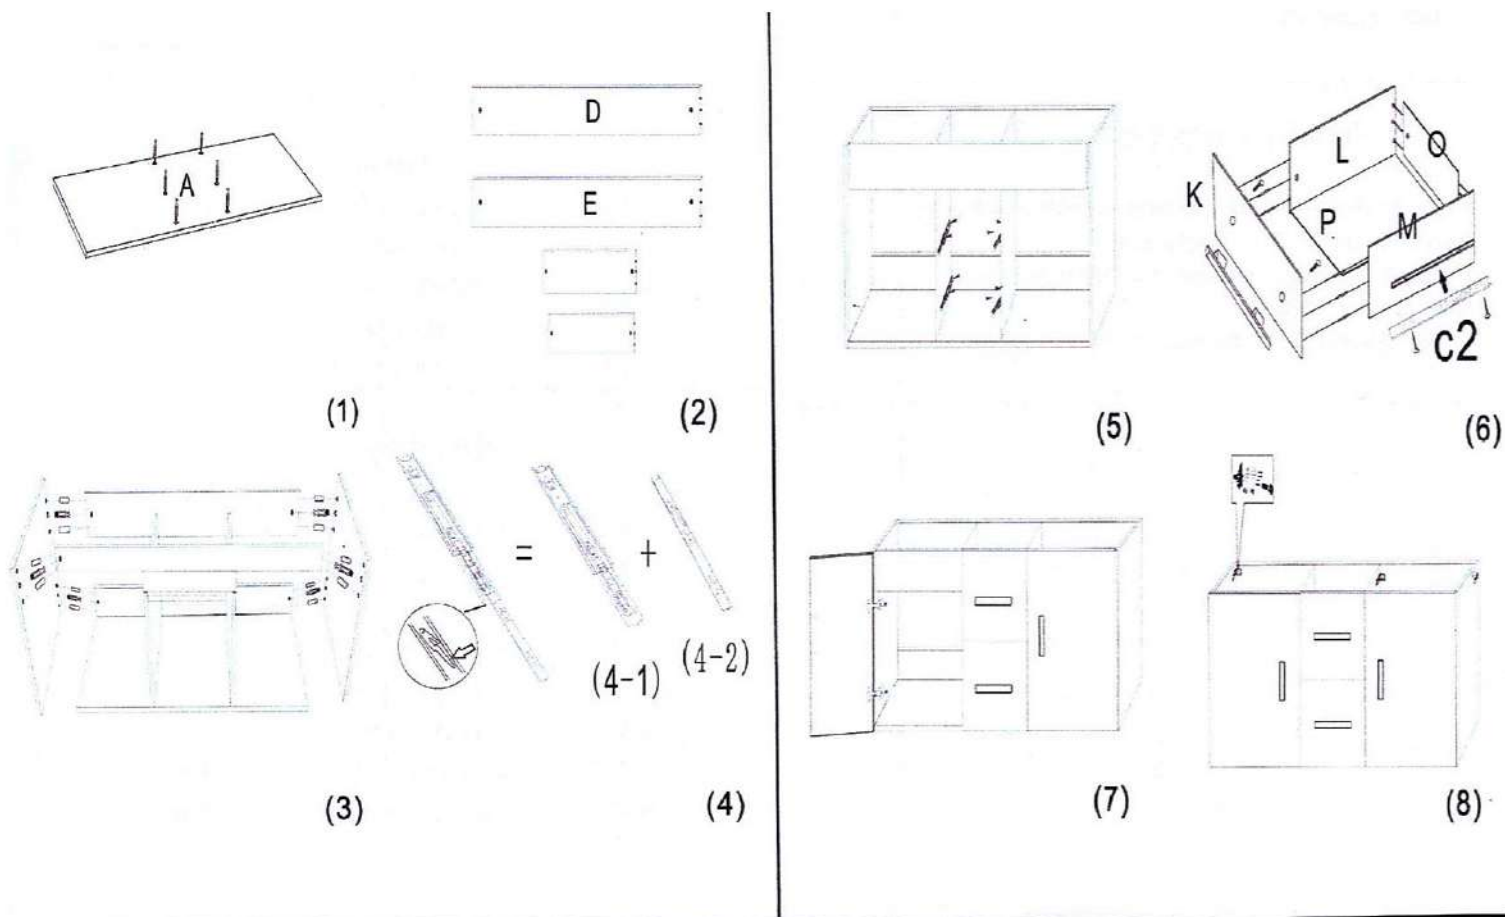 A
D
E
(1)
(2)
(3)
=
+
(4-1)
(4-2)
(4)
(5)
K
L
O
P
M
c2
(6)
(7)
(8)